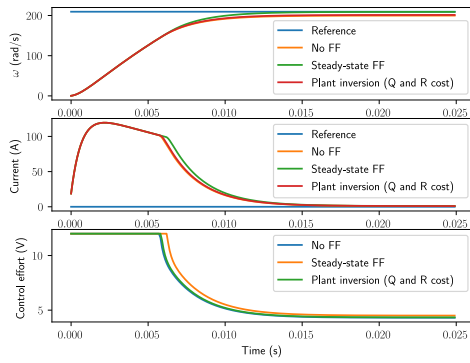 200
100
0
ω (rad/s)
Reference
No FF
Steady-state FF
Plant inversion (Q and R cost)
0.000 0.005 0.010 0.015 0.020 0.025
100
50
0
Current (A)
Reference
No FF
Steady-state FF
Plant inversion (Q and R cost)
0.000 0.005 0.010 0.015 0.020 0.025
10
5
Control effort (V)
No FF
Steady-state FF
Plant inversion (Q and R cost)
0.000 0.005 0.010 0.015 0.020 0.025
Time (s)